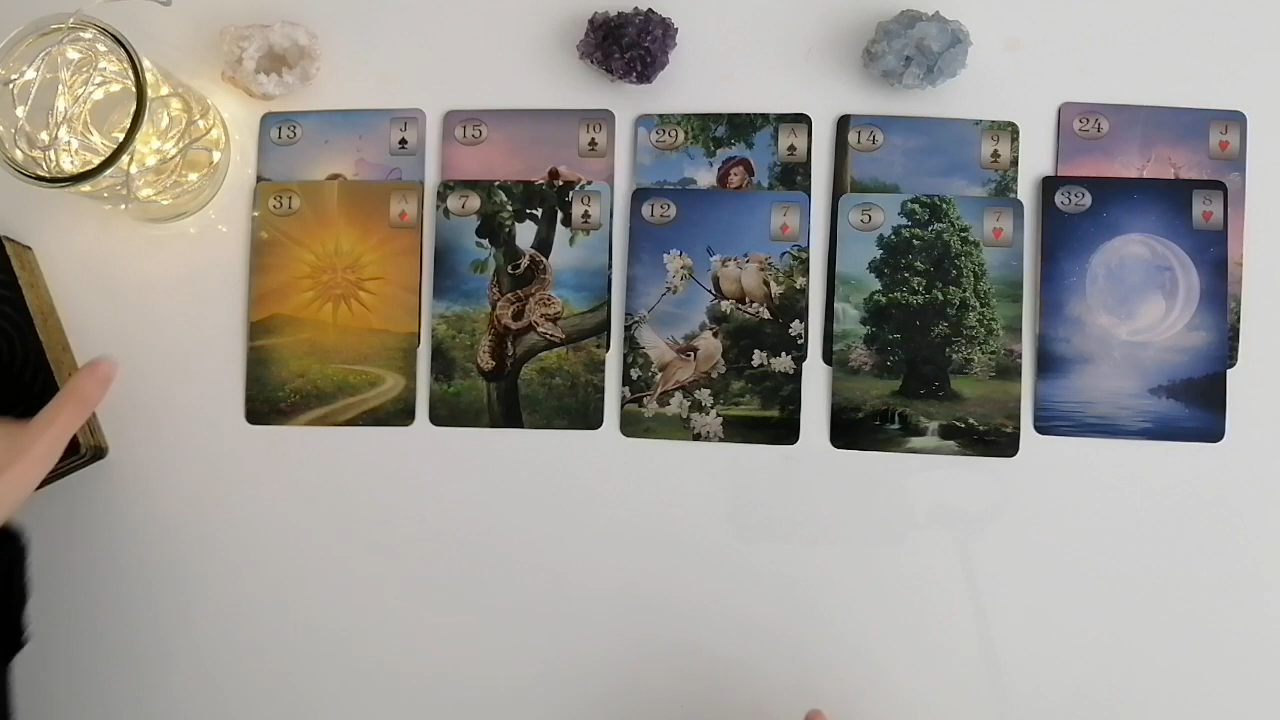 13 J♠
15 10♠
29 A♠
14 9♠
24 J♥
31 A♦
7 Q♣
12 7♦
5 7♥
32 8♥